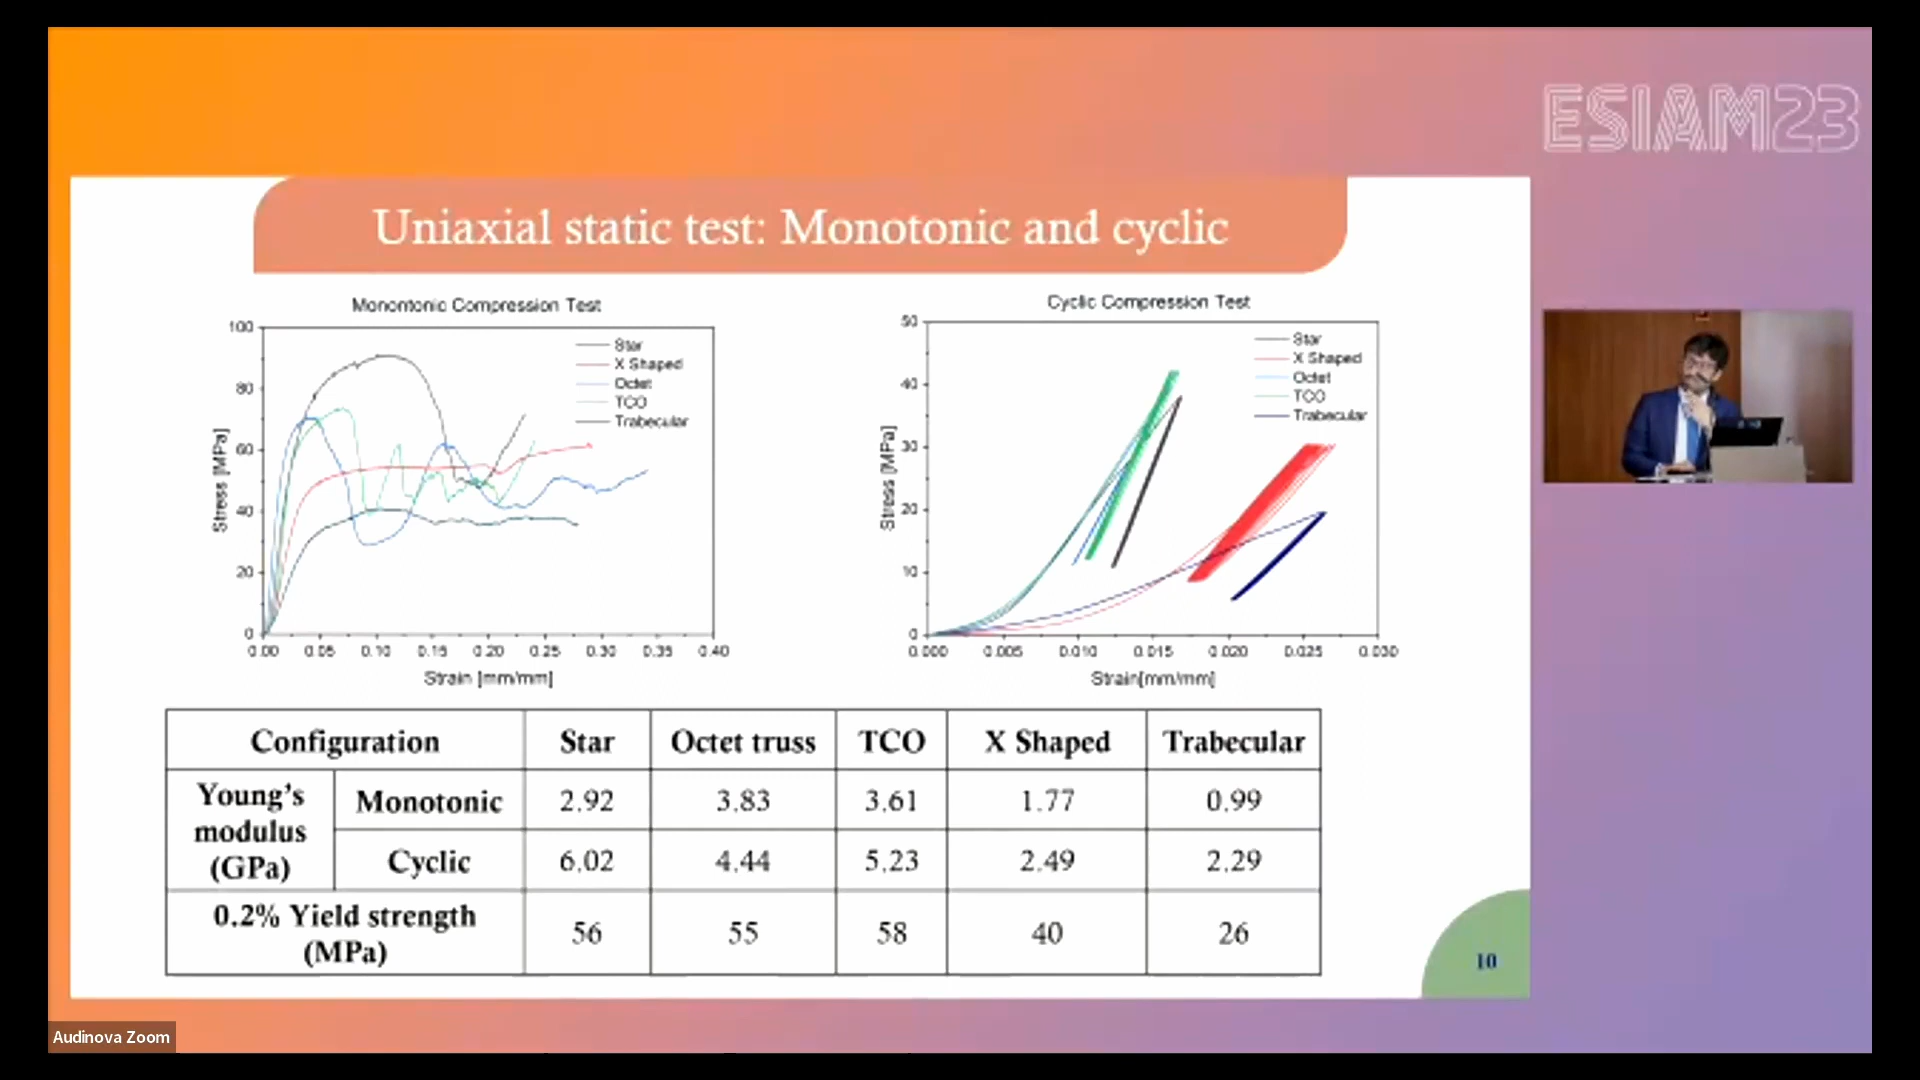 ESIAM23
Uniaxial static test: Monotonic and cyclic
Monontonic Compression Test
100
80
60
40
20
0
0.00 0.05 0.10 0.15 0.20 0.25 0.30 0.35 0.40
Stress [MPa]
Strain [mm/mm]
Star
X Shaped
Octet
TCO
Trabecular
Cyclic Compression Test
50
40
30
20
10
0
0.000 0.005 0.010 0.015 0.020 0.025 0.030
Stress [MPa]
Strain[mm/mm]
Star
X Shaped
Octet
TCO
Trabecular
Configuration Star Octet truss TCO X Shaped Trabecular
Young's modulus (GPa) Monotonic 2.92 3.83 3.61 1.77 0.99
Cyclic 6.02 4.44 5.23 2.49 2.29
0.2% Yield strength (MPa) 56 55 58 40 26
10
Audinova Zoom